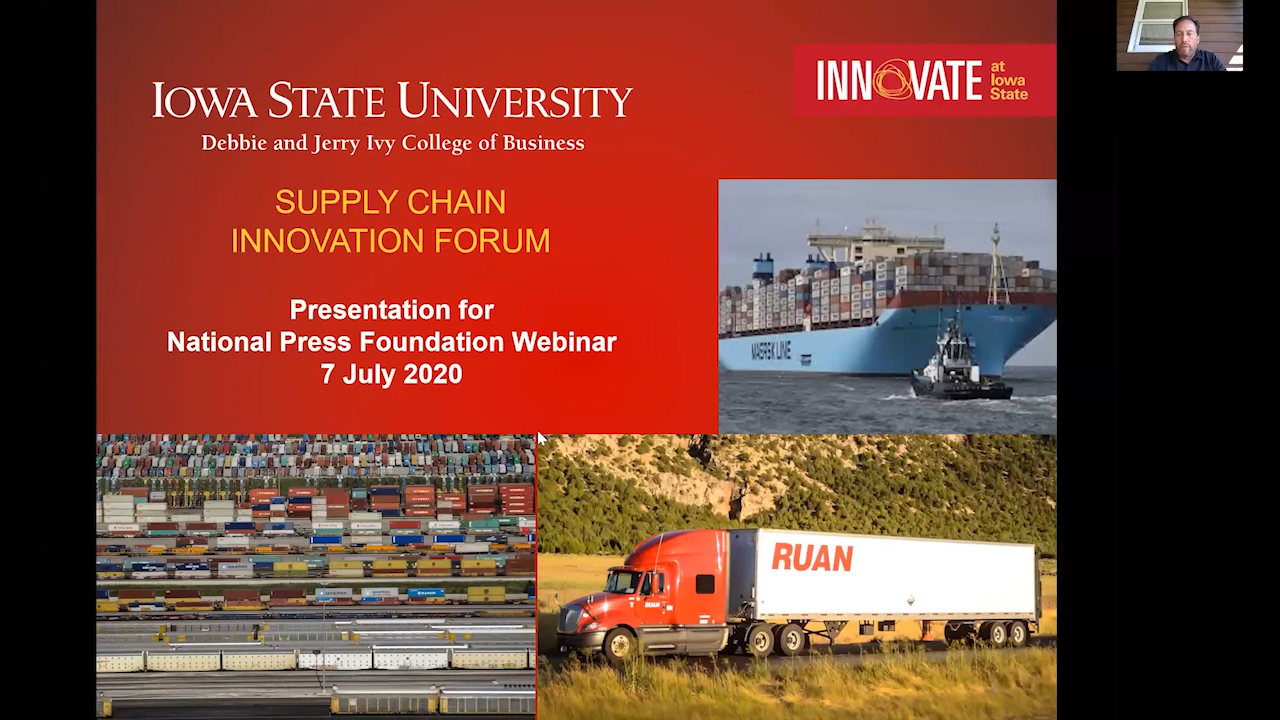 IOWA STATE UNIVERSITY
Debbie and Jerry Ivy College of Business
INNOVATE
at
Iowa
State
SUPPLY CHAIN
INNOVATION FORUM
Presentation for
National Press Foundation Webinar
7 July 2020
MAERSK LINE
RUAN
RUAN